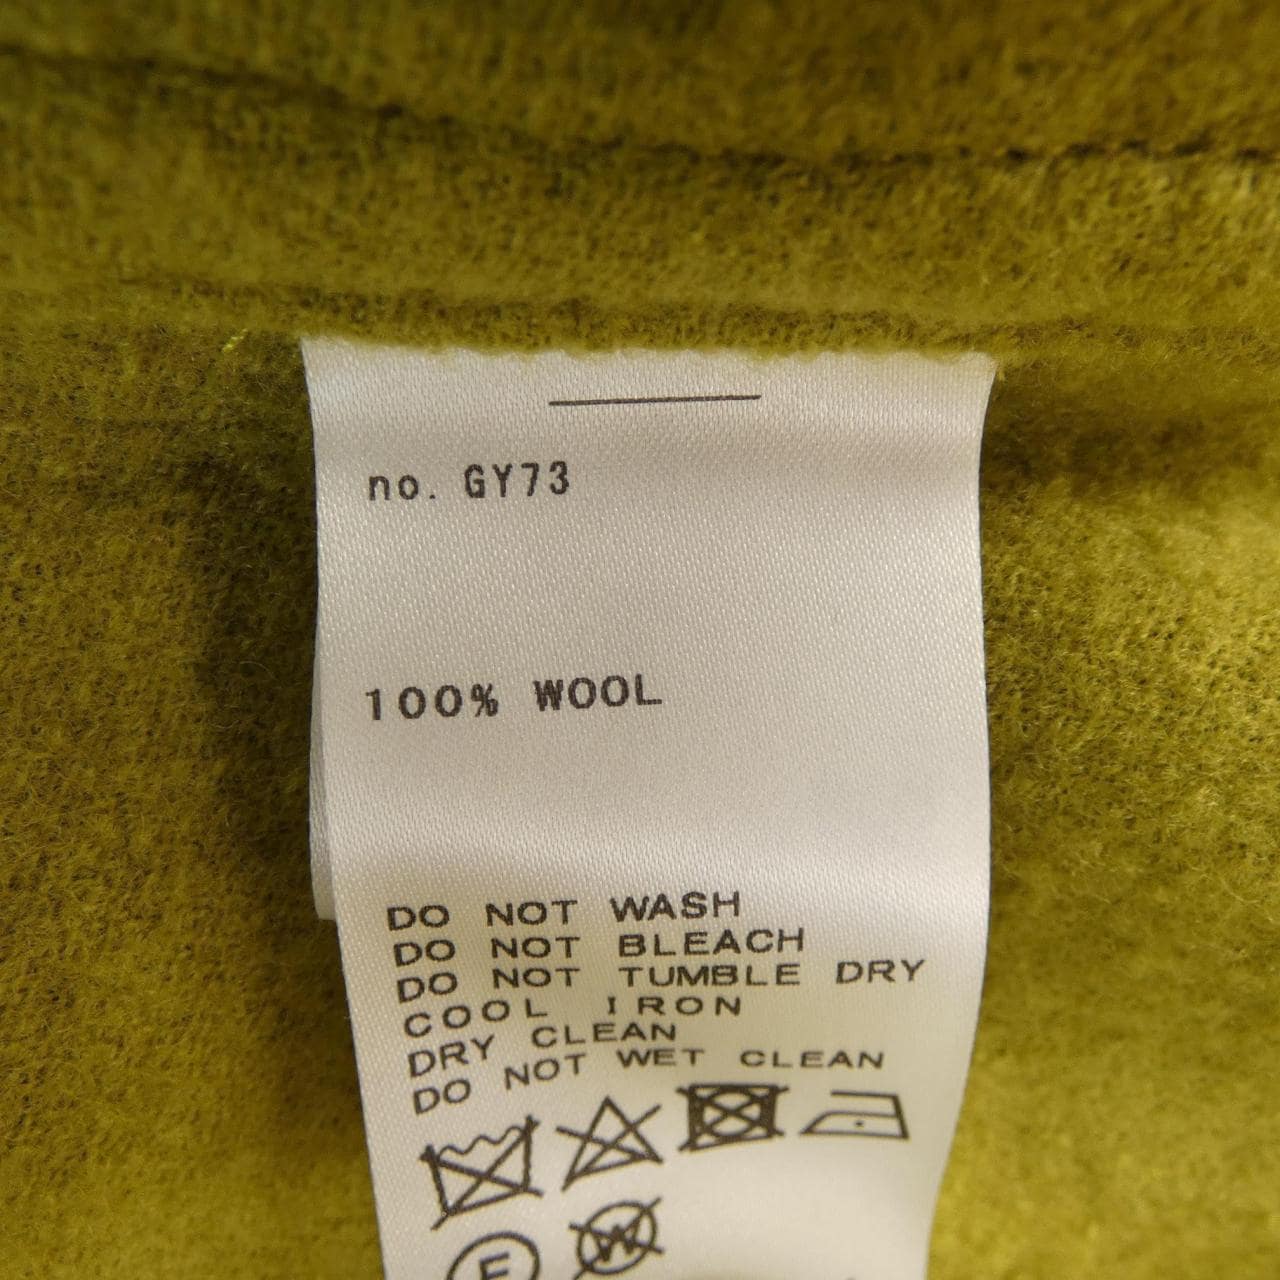 no. GY73
100% WOOL
DO NOT WASH
DO NOT BLEACH
DO NOT TUMBLE DRY
COOL IRON
DRY CLEAN
DO NOT WET CLEAN
W